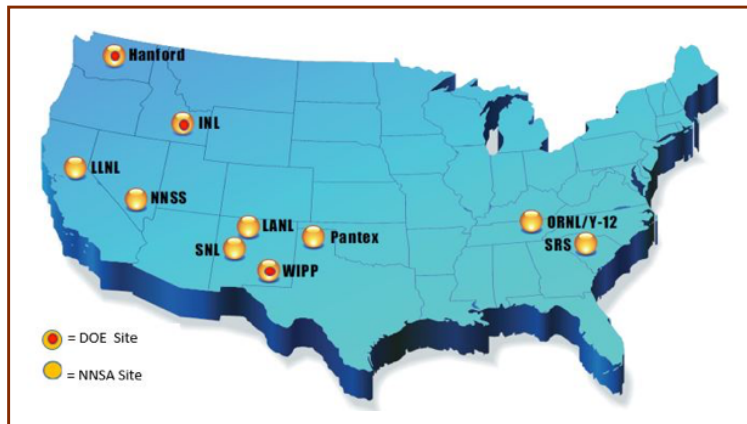 Hanford
INL
LLNL
NNSS
LANL
SNL
Pantex
WIPP
ORNL/Y-12
SRS
= DOE Site
= NNSA Site